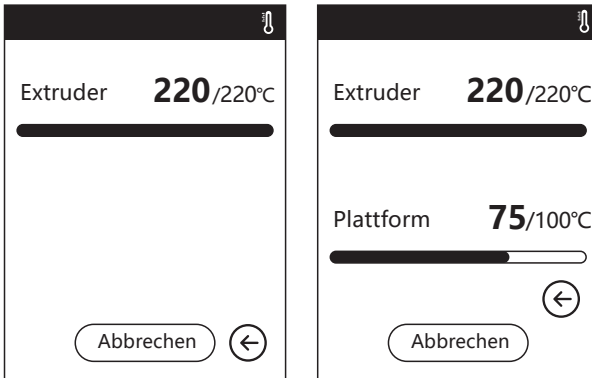 Extruder 220/220℃
Abbrechen
Extruder 220/220℃
Plattform 75/100℃
Abbrechen